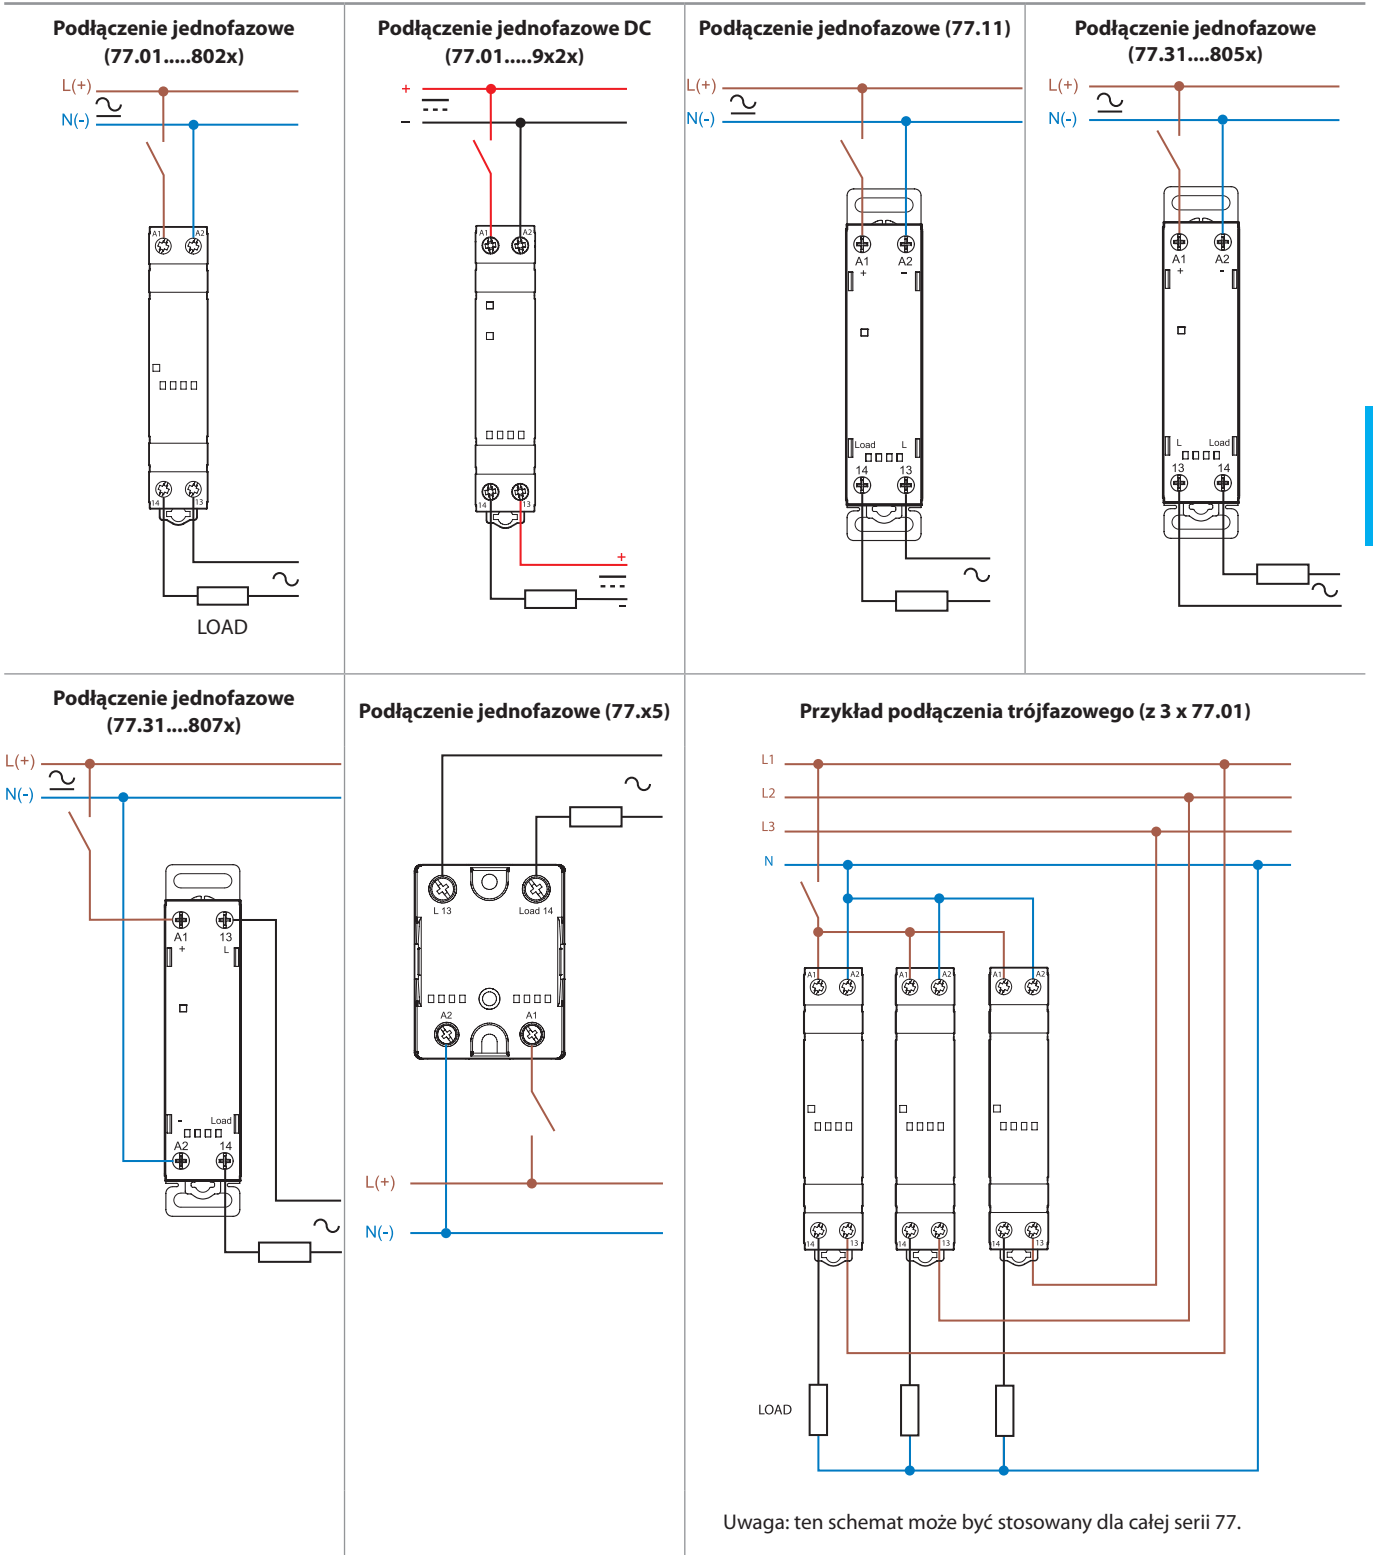 Podłączenie jednofazowe
(77.01.....802x)
L(+)
N(-)
A1 A2
14 13
LOAD
Podłączenie jednofazowe DC
(77.01.....9x2x)
+
–
A1 A2
14 13
+
-
Podłączenie jednofazowe (77.11)
L(+)
N(-)
A1 A2
+ -
Load L
14 13
Podłączenie jednofazowe
(77.31....805x)
L(+)
N(-)
A1 A2
+ -
L Load
13 14
Podłączenie jednofazowe
(77.31....807x)
L(+)
N(-)
A1 13
+ L
- Load
A2 14
Podłączenie jednofazowe (77.x5)
L 13 Load 14
A2 A1
L(+)
N(-)
Przykład podłączenia trójfazowego (z 3 x 77.01)
L1
L2
L3
N
A1 A2 A1 A2 A1 A2
14 13 14 13 14 13
LOAD
Uwaga: ten schemat może być stosowany dla całej serii 77.